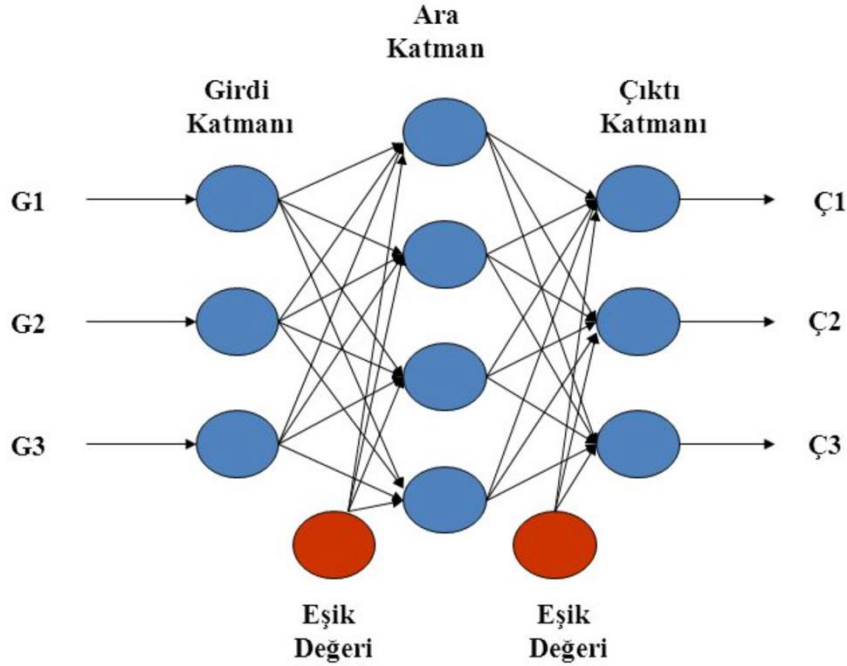 Ara
Katman
Girdi
Katmanı
Çıktı
Katmanı
G1
Ç1
G2
Ç2
G3
Ç3
Eşik
Değeri
Eşik
Değeri